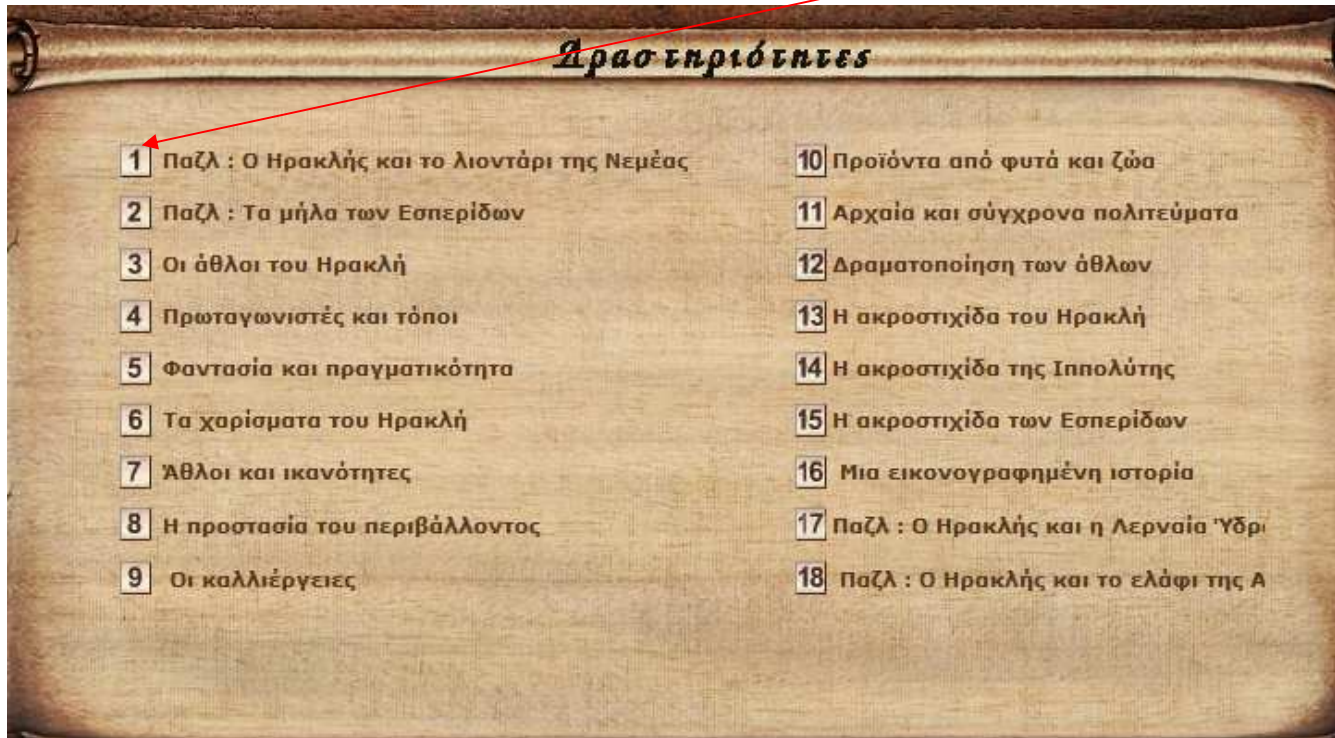 Δραστηριότητες
1 Παζλ : Ο Ηρακλής και το λιοντάρι της Νεμέας
2 Παζλ : Τα μήλα των Εσπερίδων
3 Οι άθλοι του Ηρακλή
4 Πρωταγωνιστές και τόποι
5 Φαντασία και πραγματικότητα
6 Τα χαρίσματα του Ηρακλή
7 Άθλοι και ικανότητες
8 Η προστασία του περιβάλλοντος
9 Οι καλλιέργειες
10 Προϊόντα από φυτά και ζώα
11 Αρχαία και σύγχρονα πολιτεύματα
12 Δραματοποίηση των άθλων
13 Η ακροστιχίδα του Ηρακλή
14 Η ακροστιχίδα της Ιππολύτης
15 Η ακροστιχίδα των Εσπερίδων
16 Μια εικονογραφημένη ιστορία
17 Παζλ : Ο Ηρακλής και η Λερναία
18 Παζλ : Ο Ηρακλής και το ελάφι της Α